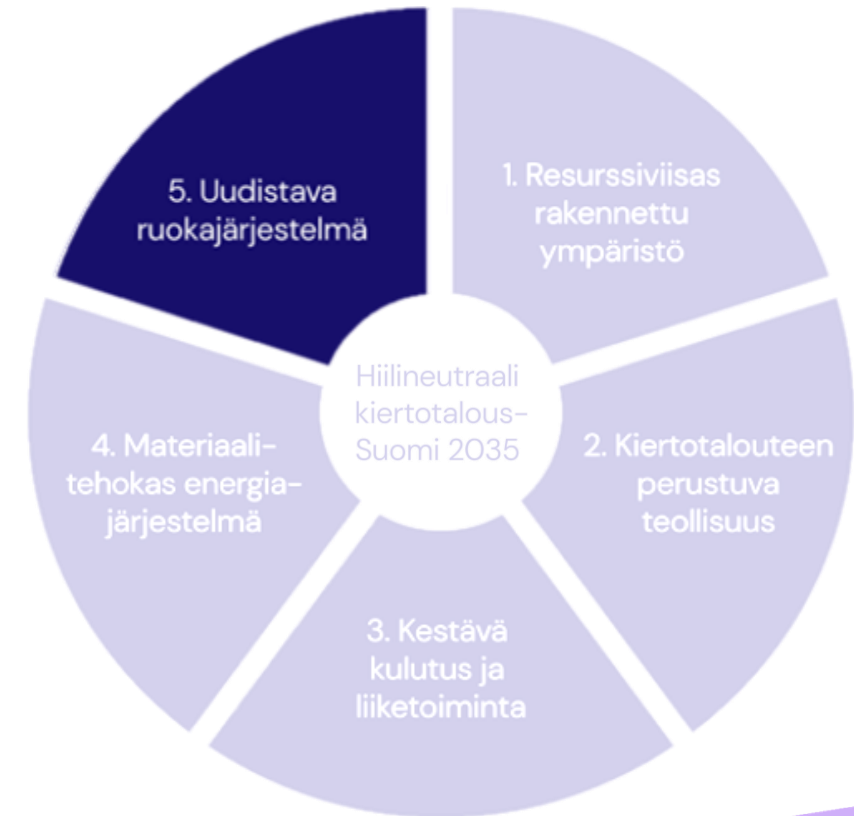 5. Uudistava
ruokajärjestelmä
1. Resurssiviisas
rakennettu
ympäristö
Hiilineutraali
kiertotalous-
Suomi 2035
4. Materiaali-
tehokas energia-
järjestelmä
2. Kiertotalouteen
perustuva
teollisuus
3. Kestävä
kulutus ja
liiketoiminta